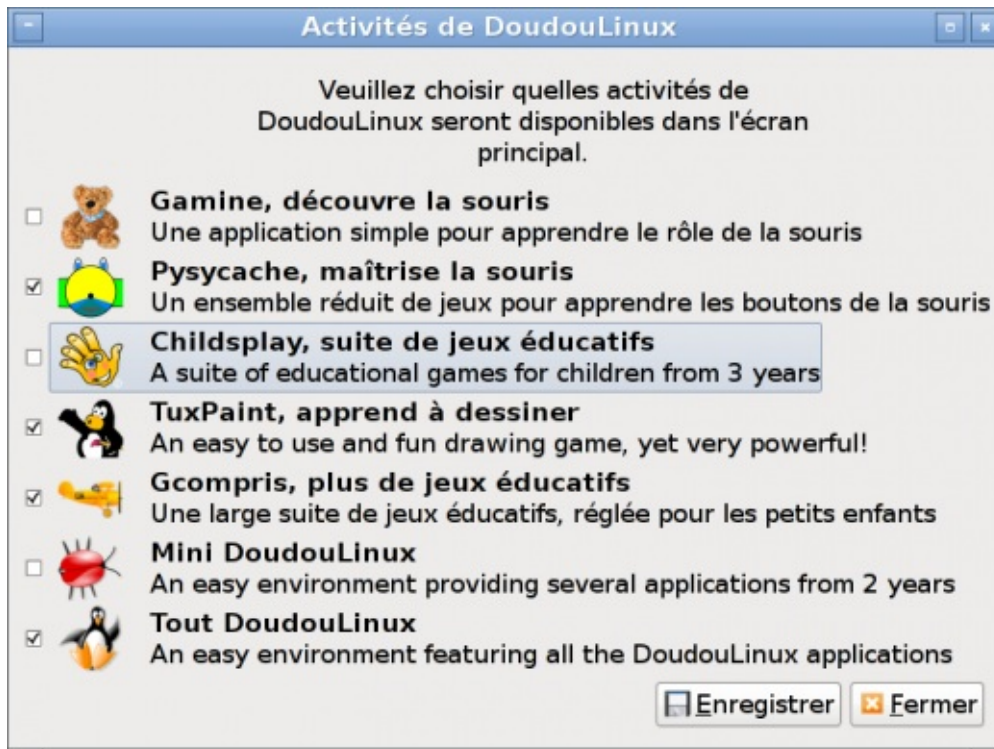 Activités de DoudouLinux
Veuillez choisir quelles activités de
DoudouLinux seront disponibles dans l'écran
principal.
Gamine, découvre la souris
Une application simple pour apprendre le rôle de la souris
Pysycache, maîtrise la souris
Un ensemble réduit de jeux pour apprendre les boutons de la souris
Childsplay, suite de jeux éducatifs
A suite of educational games for children from 3 years
TuxPaint, apprend à dessiner
An easy to use and fun drawing game, yet very powerful!
Gcompris, plus de jeux éducatifs
Une large suite de jeux éducatifs, réglée pour les petits enfants
Mini DoudouLinux
An easy environment providing several applications from 2 years
Tout DoudouLinux
An easy environment featuring all the DoudouLinux applications
Enregistrer Fermer